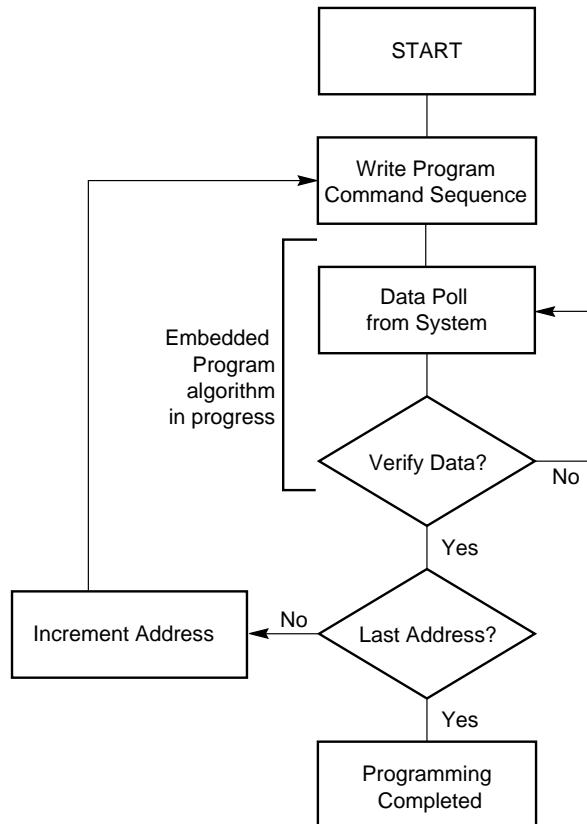 START
Write Program
Command Sequence
Data Poll
from System
Embedded
Program
algorithm
in progress
Verify Data?
No
Yes
Last Address?
No
Increment Address
Yes
Programming
Completed